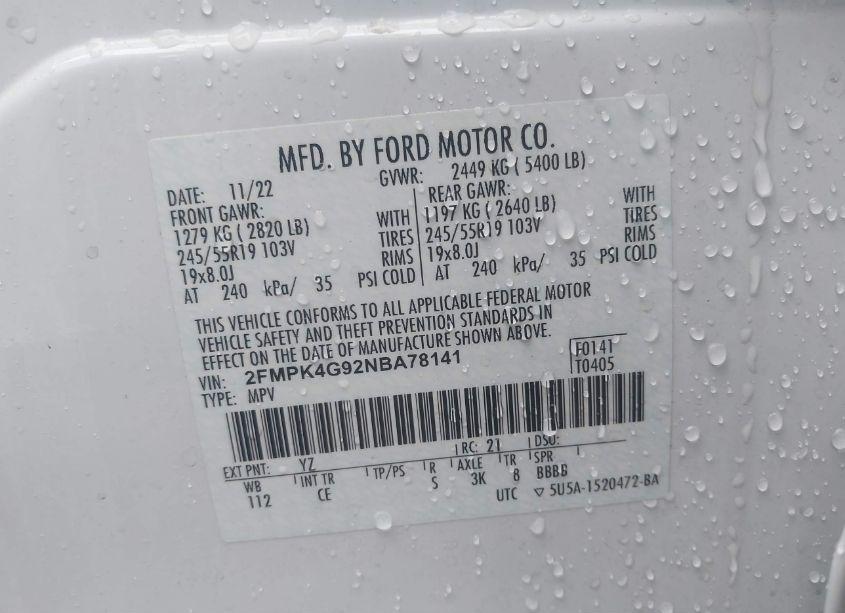 MFD. BY FORD MOTOR CO.
DATE: 11/22 GVWR: 2449 KG ( 5400 LB)
FRONT GAWR:
1279 KG ( 2820 LB) WITH
245/55R19 103V TIRES
19x8.0J RIMS
AT 240 kPa/ 35 PSI COLD
REAR GAWR: WITH
1197 KG ( 2640 LB) TIRES
245/55R19 103V RIMS
19x8.0J PSI COLD
AT 240 kPa/ 35
THIS VEHICLE CONFORMS TO ALL APPLICABLE FEDERAL MOTOR
VEHICLE SAFETY AND THEFT PREVENTION STANDARDS IN
EFFECT ON THE DATE OF MANUFACTURE SHOWN ABOVE.
VIN: 2FMPK4G92NBA78141 F0141
TYPE: MPV T0405
EXT PNT: YZ RC: 21 DSO:
WB INT TR TP/PS R AXLE TR SPR
112 CE S 3K 8 BBBB
UTC ▽ 5U5A-1520472-BA